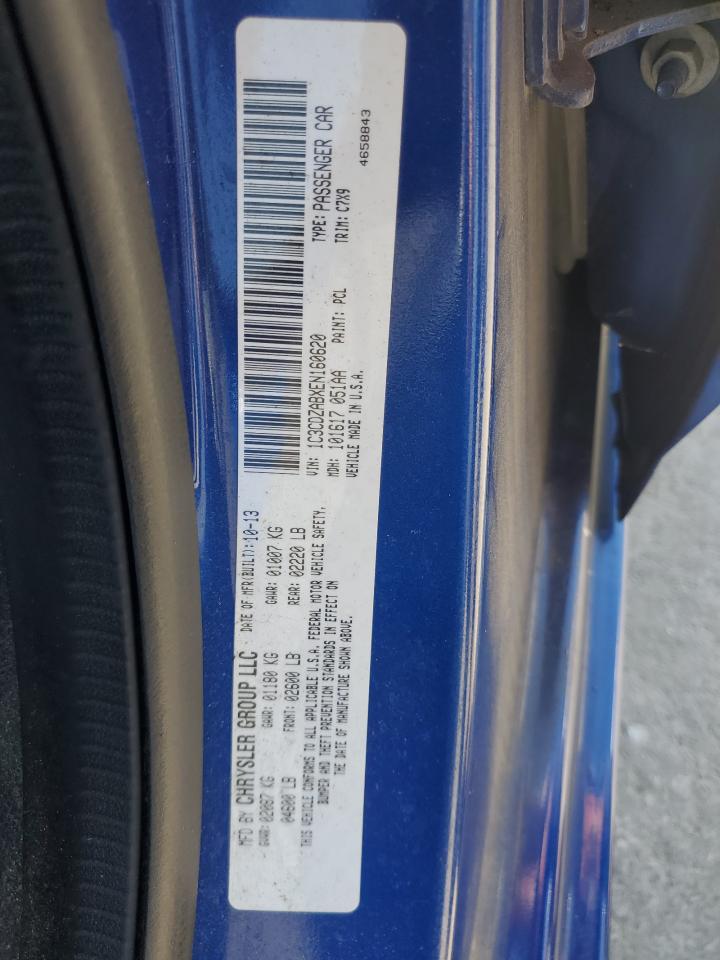 MFD BY CHRYSLER GROUP LLC DATE OF MFR(BUILT): 10-13
GVWR: 02087 KG GAWR: 01180 KG GAWR: 01007 KG
04600 LB FRONT: 02600 LB REAR: 02220 LB
THIS VEHICLE CONFORMS TO ALL APPLICABLE U.S.A. FEDERAL MOTOR VEHICLE SAFETY,
BUMPER AND THEFT PREVENTION STANDARDS IN EFFECT ON
THE DATE OF MANUFACTURE SHOWN ABOVE.
VIN: 1C3CDZABXEN160620 TYPE: PASSENGER CAR
MDH: 101617 051AA PAINT: PCL TRIM: C7X9
VEHICLE MADE IN U.S.A. 4658843